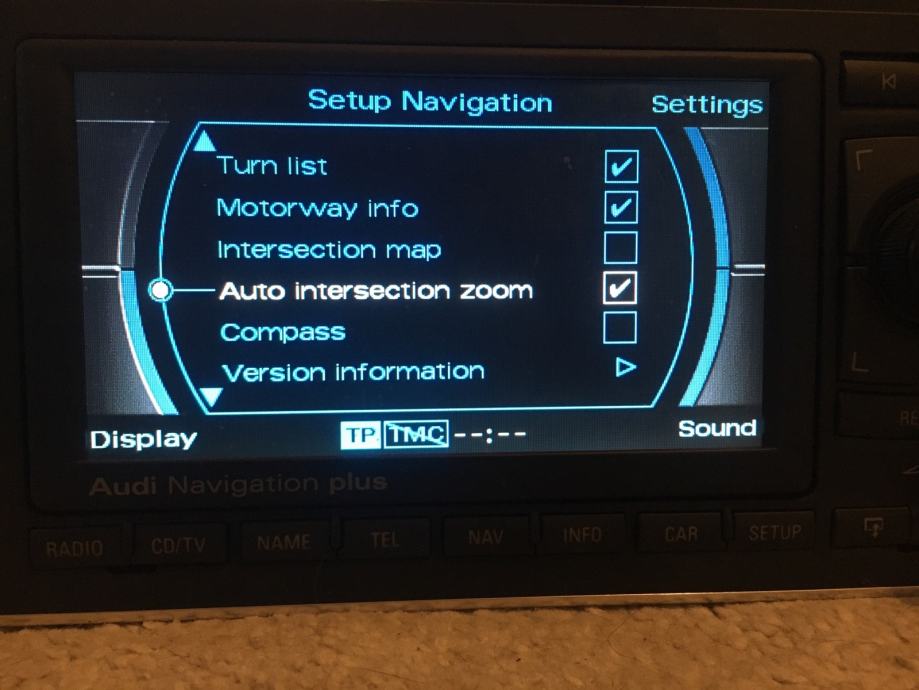 Setup Navigation Settings
Turn list
Motorway info
Intersection map
Auto intersection zoom
Compass
Version information
Display TP TMC --:-- Sound
Audi Navigation plus
RADIO CD/TV NAME TEL NAV INFO CAR SETUP